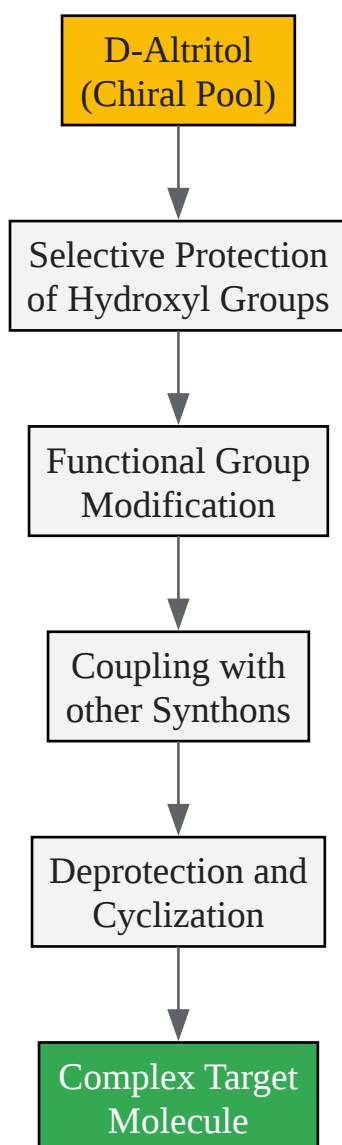 D-Altritol
(Chiral Pool)
Selective Protection
of Hydroxyl Groups
Functional Group
Modification
Coupling with
other Synthons
Deprotection and
Cyclization
Complex Target
Molecule